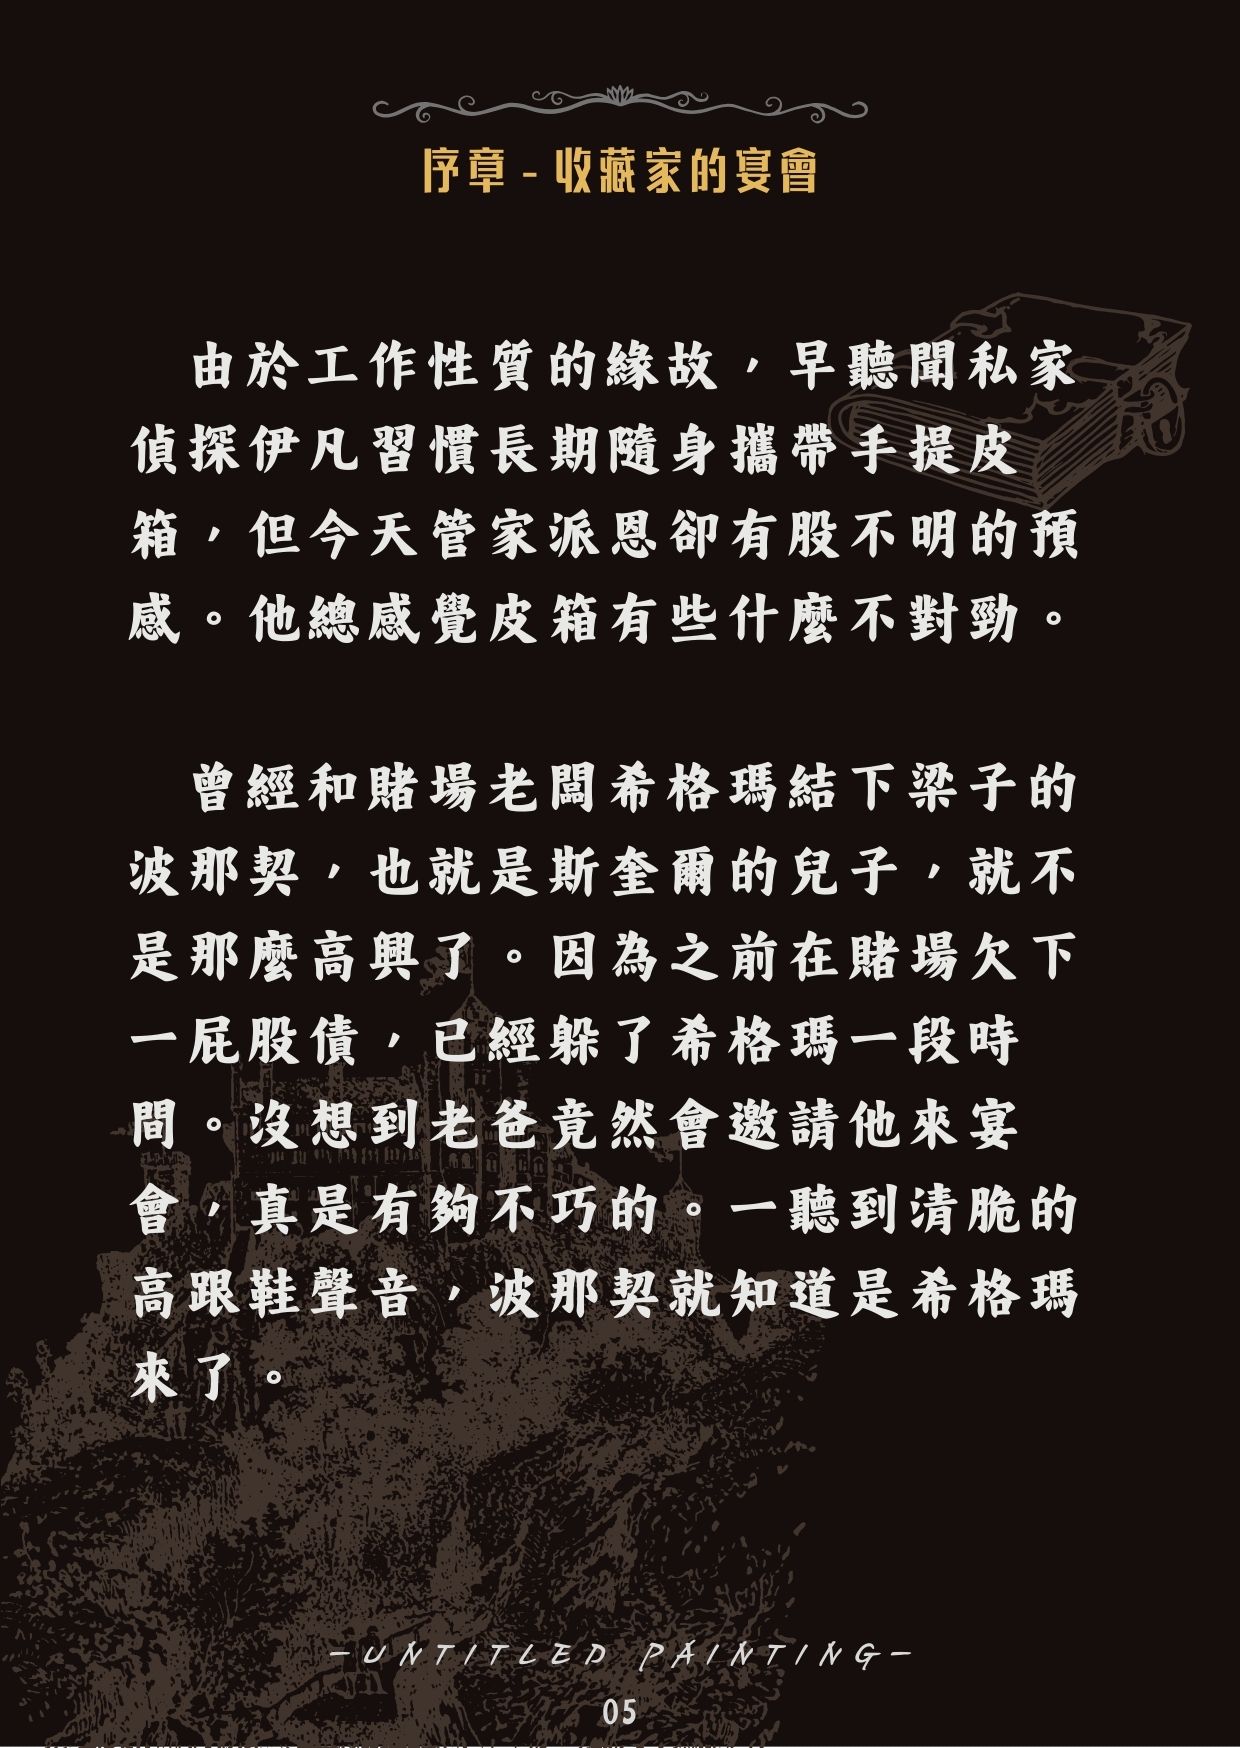 序章-收藏家的宴會
由於工作性質的緣故,早聽聞私家
偵探伊凡習慣長期隨身攜帶手提皮
箱,但今天管家派恩卻有股不明的預
感。他總感覺皮箱有些什麼不對勁。
曾經和賭場老闆希格瑪結下梁子的
波那契,也就是斯奎爾的兒子,就不
是那麼高興了。因為之前在賭場欠下
一屁股債,已經躲了希格瑪一段時
間。沒想到老爸竟然會邀請他來宴
會,真是有夠不巧的。一聽到清脆的
高跟鞋聲音,波那契就知道是希格瑪
來了。
-UNTITLED PAINTING-
05